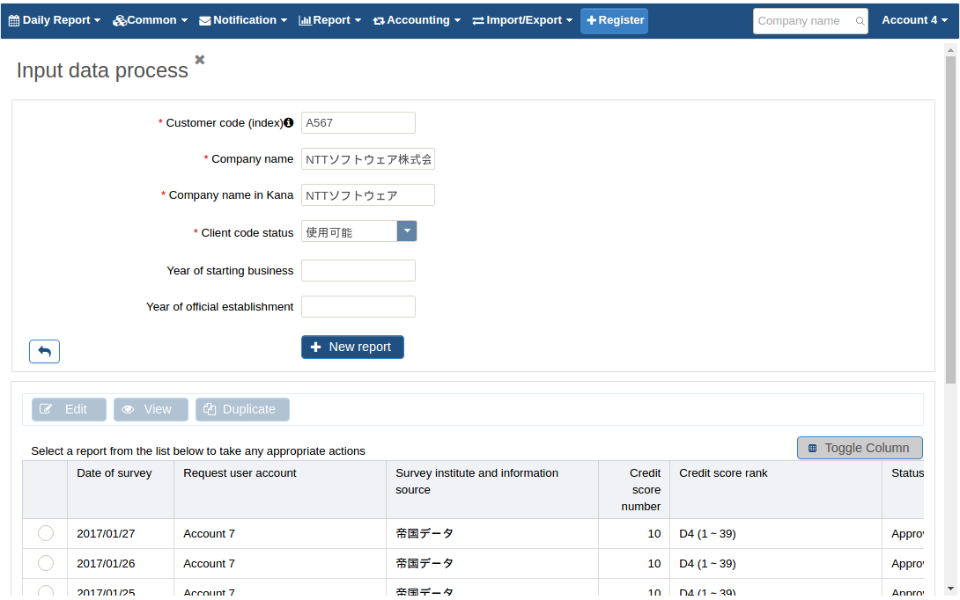 Daily Report Common Notification Report Accounting Import/Export Register Company name Account 4
Input data process
* Customer code (index) A567
* Company name NTTソフトウェア株式会
* Company name in Kana NTTソフトウェア
* Client code status 使用可能
Year of starting business
Year of official establishment
New report
Edit View Duplicate
Select a report from the list below to take any appropriate actions Toggle Column
Date of survey Request user account Survey institute and information Credit Credit score rank Status
source score
number
2017/01/27 Account 7 帝国データ 10 D4 (1 ~ 39) Approv
2017/01/26 Account 7 帝国データ 10 D4 (1 ~ 39) Approv
2017/01/25 Account 7 帝国データ 10 D4 (1 ~ 39) Approv